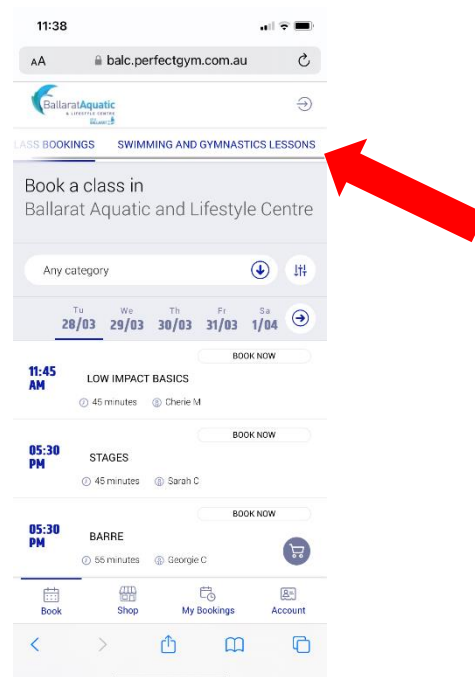 11:38
AA balc.perfectgym.com.au
BallaratAquatic
& LIFESTYLE CENTRE
LASS BOOKINGS SWIMMING AND GYMNASTICS LESSONS
Book a class in
Ballarat Aquatic and Lifestyle Centre
Any category
Tu We Th Fr Sa
28/03 29/03 30/03 31/03 1/04
BOOK NOW
11:45 AM LOW IMPACT BASICS
45 minutes Cherie M
BOOK NOW
05:30 PM STAGES
45 minutes Sarah C
BOOK NOW
05:30 PM BARRE
55 minutes Georgie C
Book Shop My Bookings Account